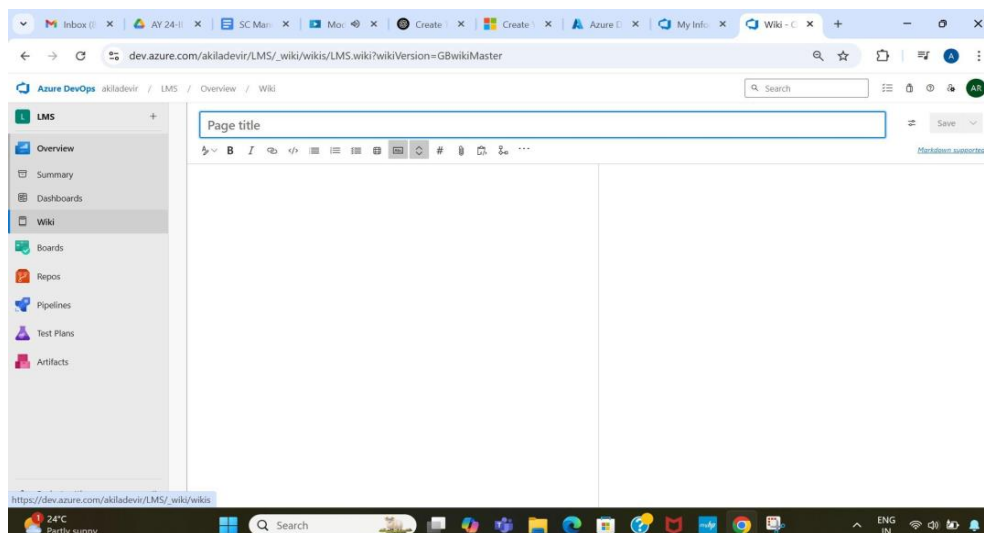 Inbox (
AY 24-
SC Man
Moc
Create
Create
Azure D
My Info
Wiki - C
dev.azure.com/akiladevir/LMS/_wiki/wikis/LMS.wiki?wikiVersion=GBwikiMaster
A
Azure DevOps akiladevir / LMS / Overview / Wiki
Search
AR
L LMS +
Page title
Save
Overview
B I
#
Markdown supported
Summary
Dashboards
Wiki
Boards
Repos
Pipelines
Test Plans
Artifacts
https://dev.azure.com/akiladevir/LMS/_wiki/wikis
24°C
Partly sunny
Search
ENG
IN